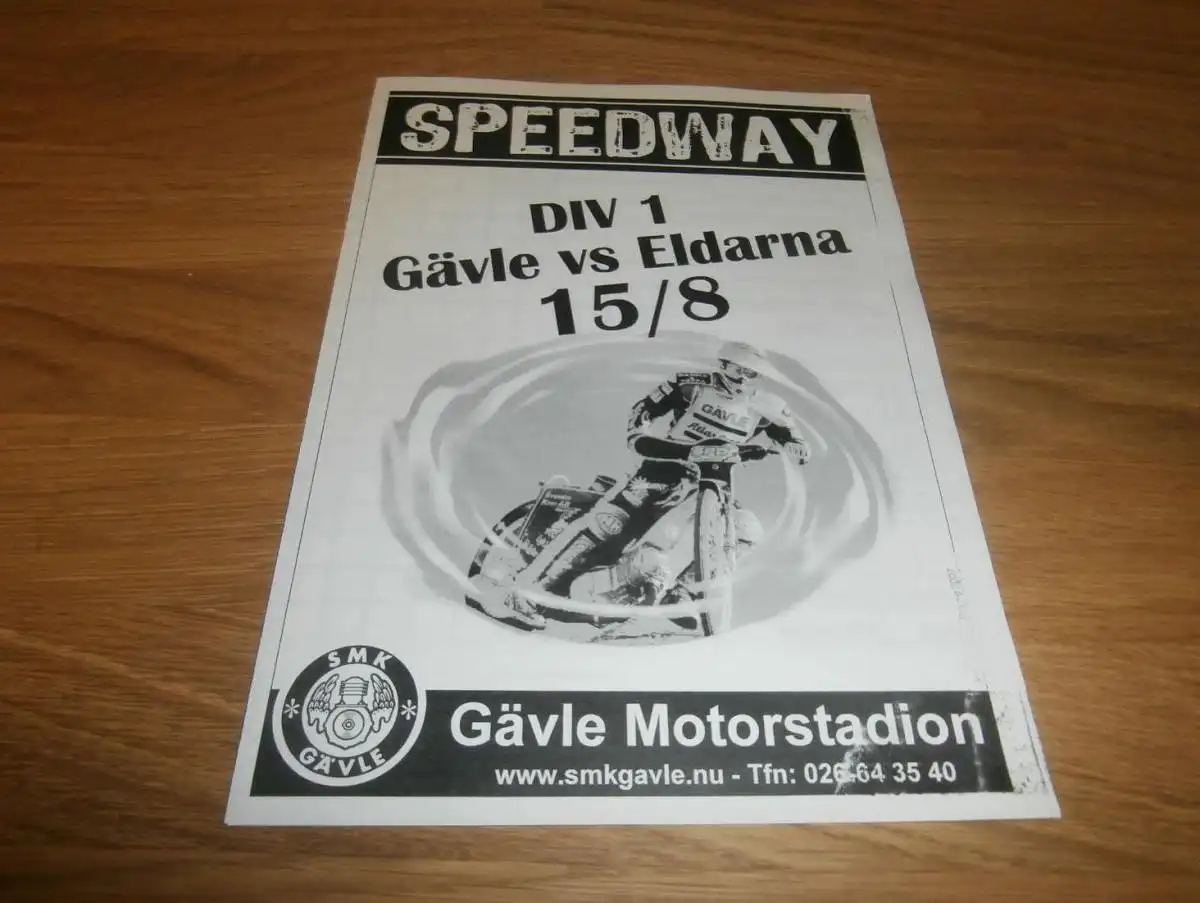 SPEEDWAY
DIV 1
Gävle vs Eldarna
15/8
GÄVLE
SMK
GÄVLE
Gävle Motorstadion
www.smkgavle.nu - Tfn: 026-64 35 40